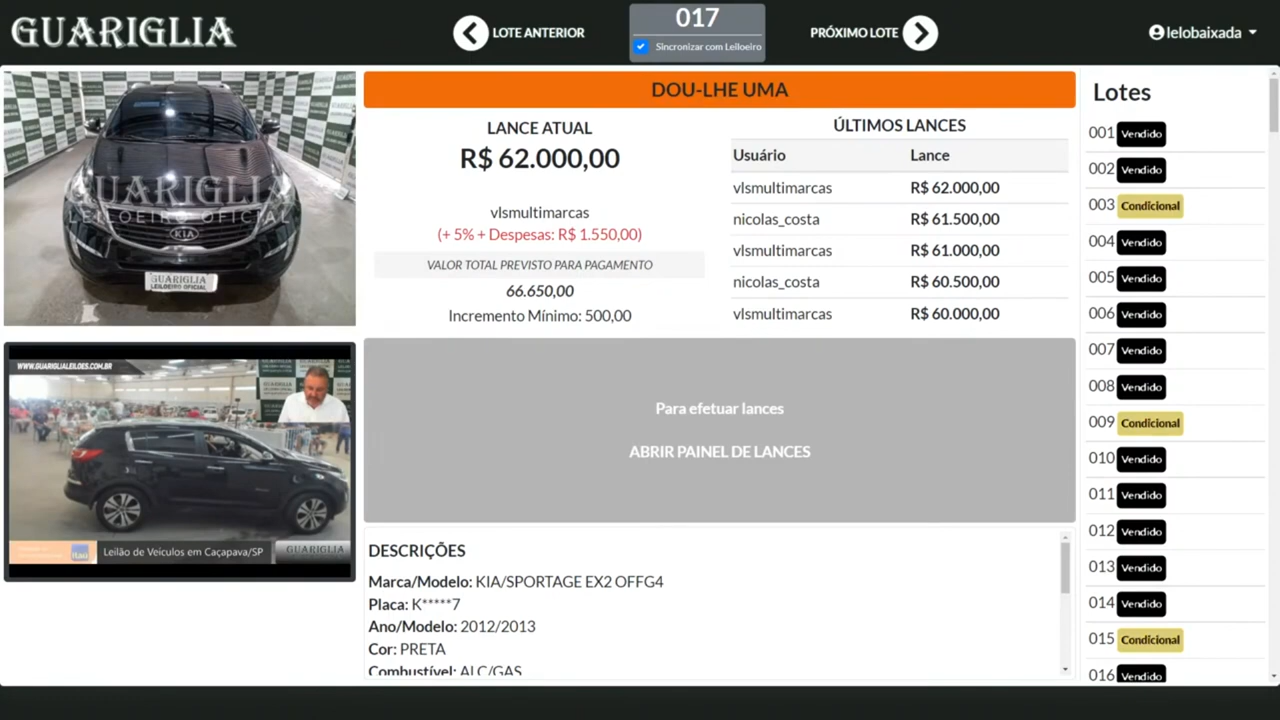 GUARIGLIA
LOTE ANTERIOR
017
Sincronizar com Leiloeiro
PRÓXIMO LOTE
lelobaixada
GUARIGLIA
LEILOEIRO OFICIAL
KIA
GUARIGLIA
LEILOEIRO OFICIAL
DOU-LHE UMA
LANCE ATUAL
R$ 62.000,00
vlsmultimarcas
(+ 5% + Despesas: R$ 1.550,00)
VALOR TOTAL PREVISTO PARA PAGAMENTO
66.650,00
Incremento Mínimo: 500,00
ÚLTIMOS LANCES
Usuário Lance
vlsmultimarcas R$ 62.000,00
nicolas_costa R$ 61.500,00
vlsmultimarcas R$ 61.000,00
nicolas_costa R$ 60.500,00
vlsmultimarcas R$ 60.000,00
Para efetuar lances
ABRIR PAINEL DE LANCES
WWW.GUARIGLIALEILOES.COM.BR
Itaú
Leilão de Veículos em Caçapava/SP
GUARIGLIA
DESCRIÇÕES
Marca/Modelo: KIA/SPORTAGE EX2 OFFG4
Placa: K*****7
Ano/Modelo: 2012/2013
Cor: PRETA
Combustível: ALC/GAS
Lotes
001 Vendido
002 Vendido
003 Condicional
004 Vendido
005 Vendido
006 Vendido
007 Vendido
008 Vendido
009 Condicional
010 Vendido
011 Vendido
012 Vendido
013 Vendido
014 Vendido
015 Condicional
016 Vendido